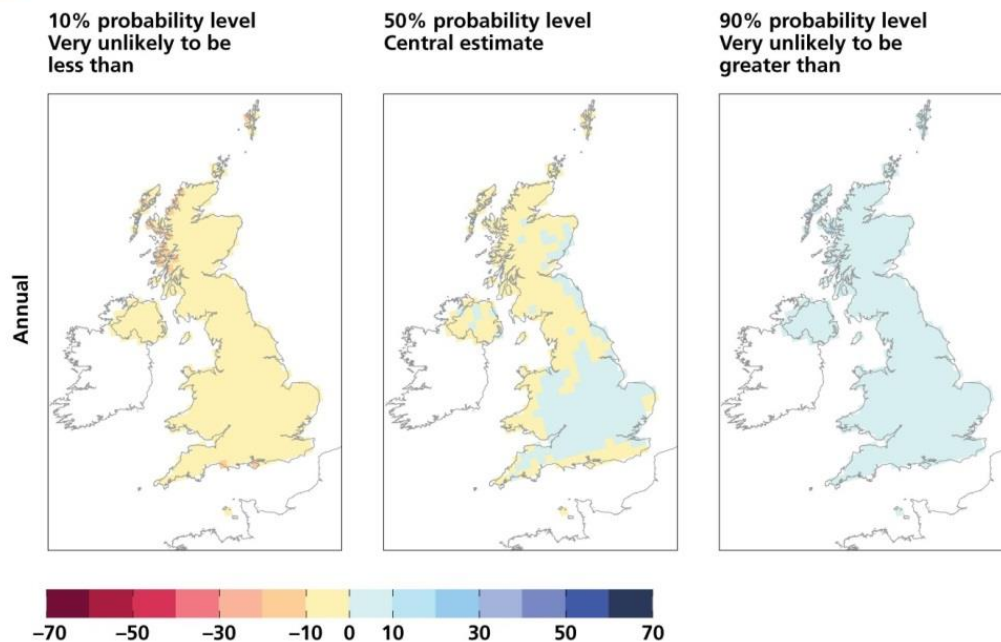 10% probability level
Very unlikely to be
less than
50% probability level
Central estimate
90% probability level
Very unlikely to be
greater than
Annual
−70 −50 −30 −10 0 10 30 50 70